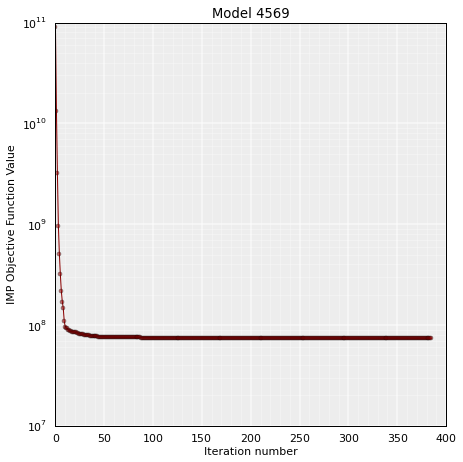 Model 4569
IMP Objective Function Value
10¹¹
10¹⁰
10⁹
10⁸
10⁷
0 50 100 150 200 250 300 350 400
Iteration number